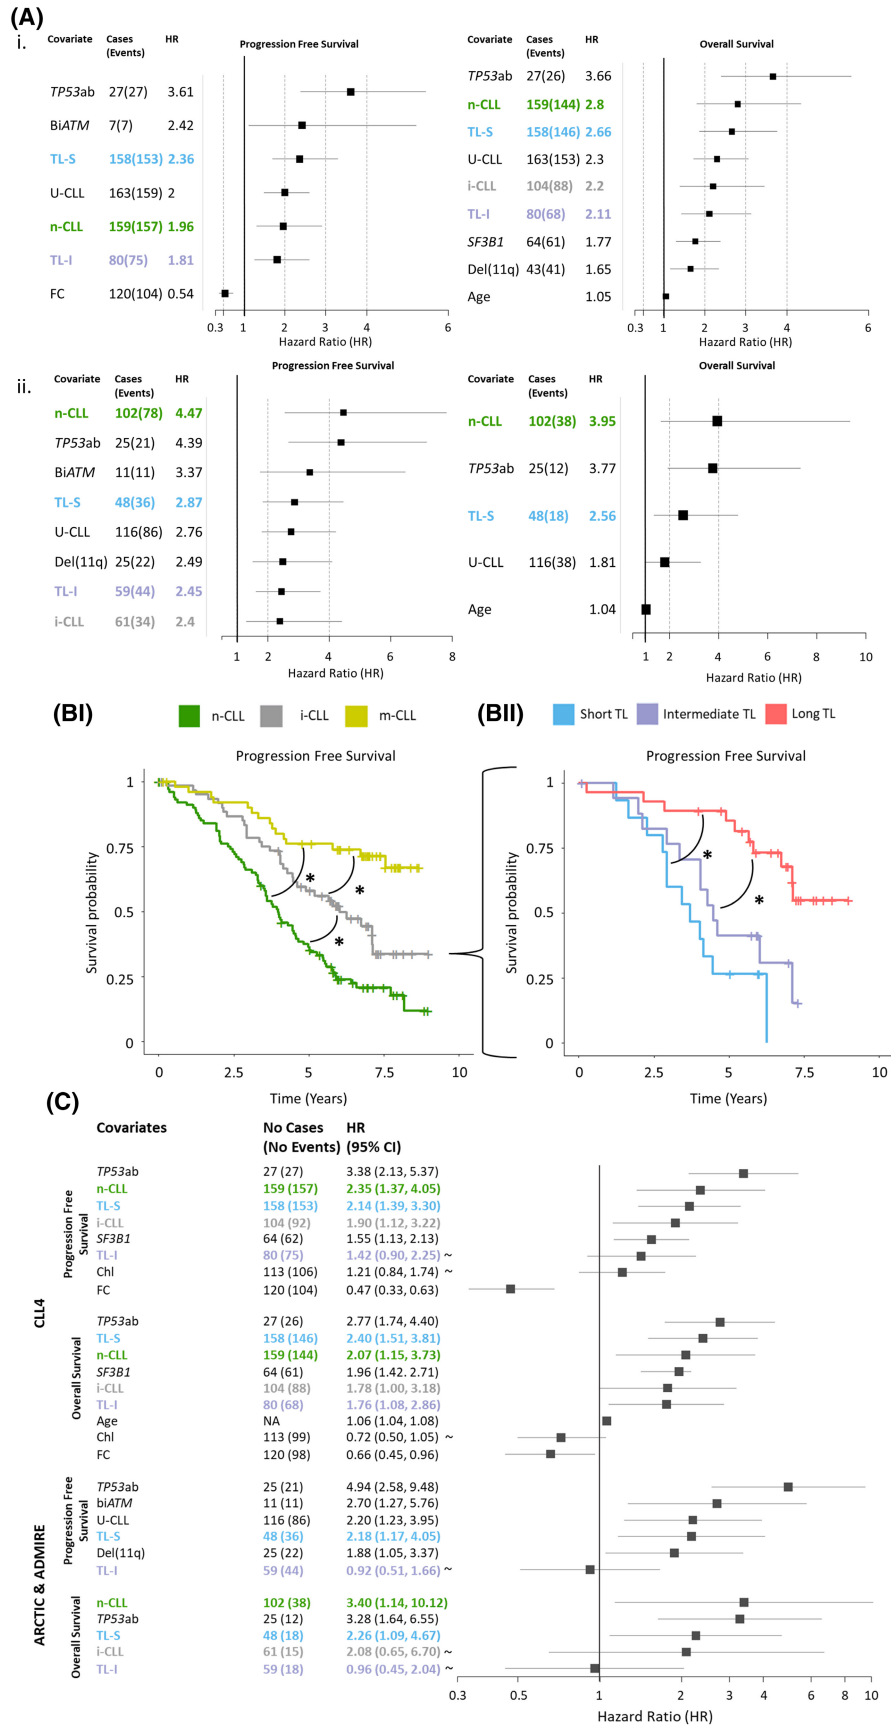 (A)
i.
Covariate Cases (Events) HR Progression Free Survival
TP53ab 27(27) 3.61
BiATM 7(7) 2.42
TL-S 158(153) 2.36
U-CLL 163(159) 2
n-CLL 159(157) 1.96
TL-I 80(75) 1.81
FC 120(104) 0.54
0.3 1 2 3 4 6
Hazard Ratio (HR)
Covariate Cases (Events) HR Overall Survival
TP53ab 27(26) 3.66
n-CLL 159(144) 2.8
TL-S 158(146) 2.66
U-CLL 163(153) 2.3
i-CLL 104(88) 2.2
TL-I 80(68) 2.11
SF3B1 64(61) 1.77
Del(11q) 43(41) 1.65
Age 1.05
0.3 1 2 3 4 6
Hazard Ratio (HR)
ii.
Covariate Cases (Events) HR Progression Free Survival
n-CLL 102(78) 4.47
TP53ab 25(21) 4.39
BiATM 11(11) 3.37
TL-S 48(36) 2.87
U-CLL 116(86) 2.76
Del(11q) 25(22) 2.49
TL-I 59(44) 2.45
i-CLL 61(34) 2.4
1 2 4 6 8
Hazard Ratio (HR)
Covariate Cases (Events) HR Overall Survival
n-CLL 102(38) 3.95
TP53ab 25(12) 3.77
TL-S 48(18) 2.56
U-CLL 116(38) 1.81
Age 1.04
1 2 4 6 8 10
Hazard Ratio (HR)
(BI)
n-CLL i-CLL m-CLL
Progression Free Survival
Survival probability
1
0.75
0.5
0.25
0
* * *
0 2.5 5 7.5 10
Time (Years)
(BII)
Short TL Intermediate TL Long TL
Progression Free Survival
Survival probability
1
0.75
0.5
0.25
0
* *
0 2.5 5 7.5 10
Time (Years)
(C)
Covariates No Cases HR
(No Events) (95% CI)
CLL4
Progression Free Survival
TP53ab 27 (27) 3.38 (2.13, 5.37)
n-CLL 159 (157) 2.35 (1.37, 4.05)
TL-S 158 (153) 2.14 (1.39, 3.30)
i-CLL 104 (92) 1.90 (1.12, 3.22)
SF3B1 64 (62) 1.55 (1.13, 2.13)
TL-I 80 (75) 1.42 (0.90, 2.25) ~
Chl 113 (106) 1.21 (0.84, 1.74) ~
FC 120 (104) 0.47 (0.33, 0.63)
Overall Survival
TP53ab 27 (26) 2.77 (1.74, 4.40)
TL-S 158 (146) 2.40 (1.51, 3.81)
n-CLL 159 (144) 2.07 (1.15, 3.73)
SF3B1 64 (61) 1.96 (1.42. 2.71)
i-CLL 104 (88) 1.78 (1.00, 3.18)
TL-I 80 (68) 1.76 (1.08, 2.86)
Age NA 1.06 (1.04, 1.08)
Chl 113 (99) 0.72 (0.50, 1.05) ~
FC 120 (98) 0.66 (0.45, 0.96)
ARCTIC & ADMIRE
Progression Free Survival
TP53ab 25 (21) 4.94 (2.58, 9.48)
biATM 11 (11) 2.70 (1.27, 5.76)
U-CLL 116 (86) 2.20 (1.23, 3.95)
TL-S 48 (36) 2.18 (1.17, 4.05)
Del(11q) 25 (22) 1.88 (1.05, 3.37)
TL-I 59 (44) 0.92 (0.51, 1.66) ~
Overall Survival
n-CLL 102 (38) 3.40 (1.14, 10.12)
TP53ab 25 (12) 3.28 (1.64, 6.55)
TL-S 48 (18) 2.26 (1.09, 4.67)
i-CLL 61 (15) 2.08 (0.65, 6.70) ~
TL-I 59 (18) 0.96 (0.45, 2.04) ~
0.3 0.5 1 2 3 4 8 10
Hazard Ratio (HR)